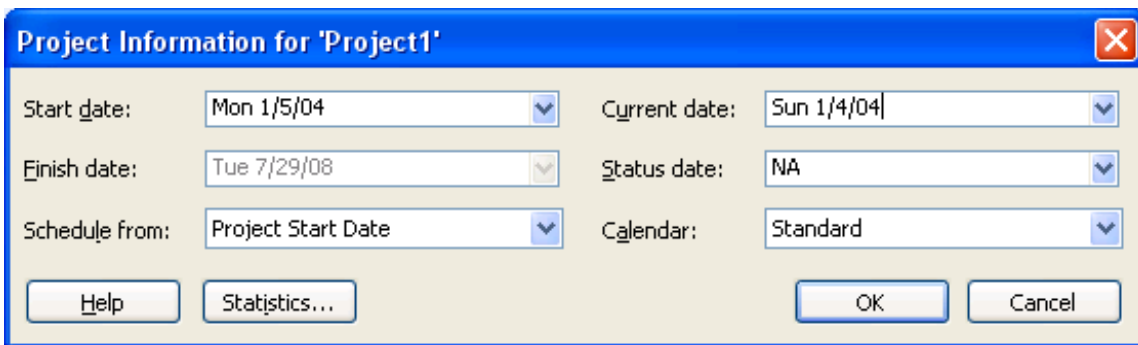 Project Information for 'Project1'
Start date: Mon 1/5/04 Current date: Sun 1/4/04
Finish date: Tue 7/29/08 Status date: NA
Schedule from: Project Start Date Calendar: Standard
Help Statistics... OK Cancel